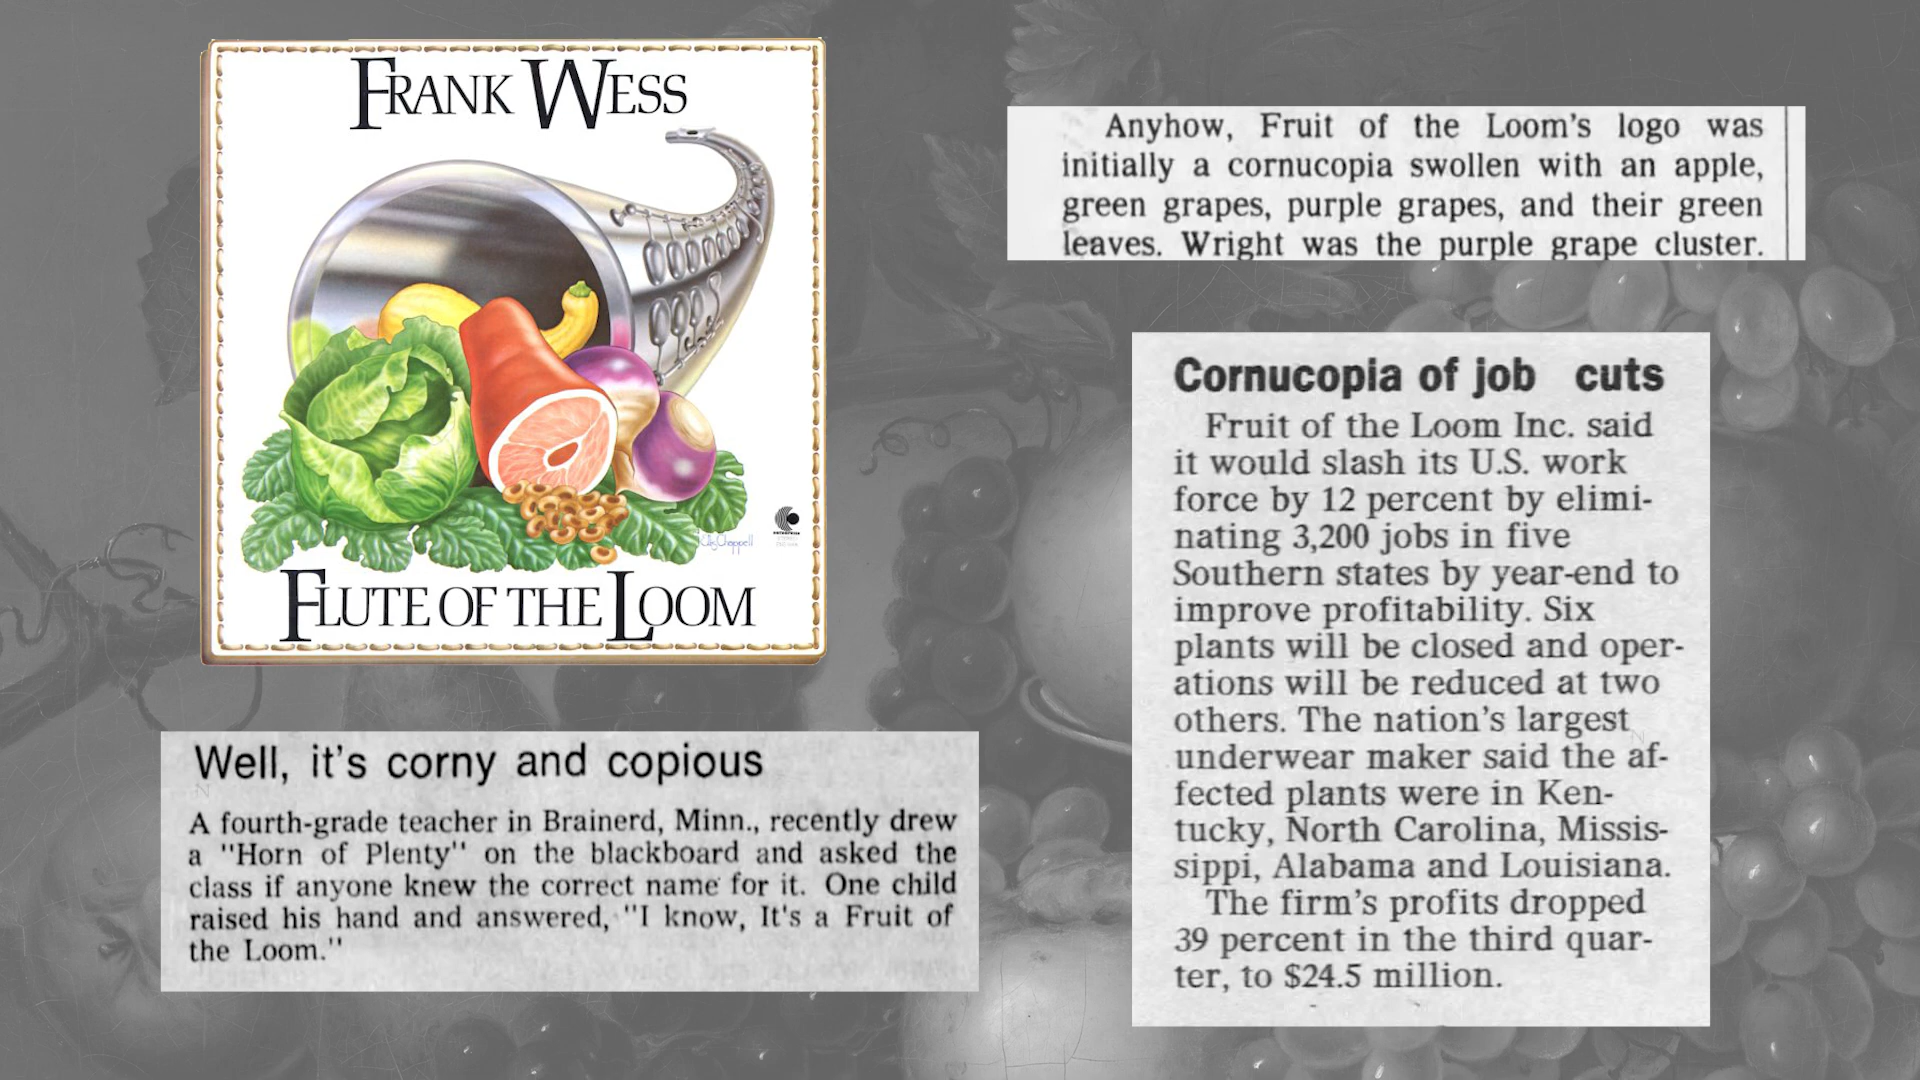 FRANK WESS
FLUTE OF THE LOOM
Anyhow, Fruit of the Loom's logo was
initially a cornucopia swollen with an apple,
green grapes, purple grapes, and their green
leaves. Wright was the purple grape cluster.
Cornucopia of job cuts
Fruit of the Loom Inc. said
it would slash its U.S. work
force by 12 percent by elimi-
nating 3,200 jobs in five
Southern states by year-end to
improve profitability. Six
plants will be closed and oper-
ations will be reduced at two
others. The nation's largest
underwear maker said the af-
fected plants were in Ken-
tucky, North Carolina, Missis-
sippi, Alabama and Louisiana.
The firm's profits dropped
39 percent in the third quar-
ter, to $24.5 million.
Well, it's corny and copious
A fourth-grade teacher in Brainerd, Minn., recently drew
a "Horn of Plenty" on the blackboard and asked the
class if anyone knew the correct name for it. One child
raised his hand and answered, "I know, It's a Fruit of
the Loom."